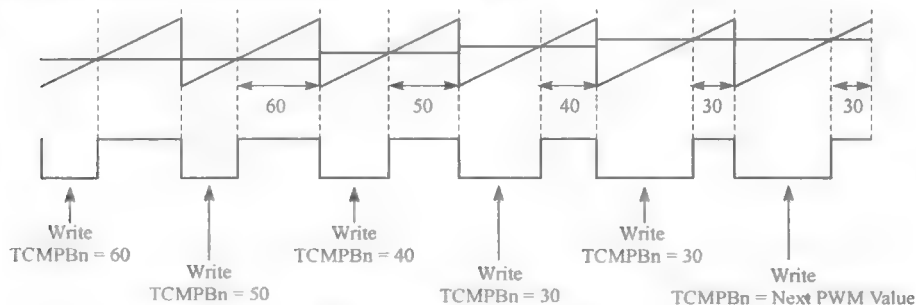 60
50
40
30
30
Write
TCMPBn = 60
Write
TCMPBn = 50
Write
TCMPBn = 40
Write
TCMPBn = 30
Write
TCMPBn = 30
Write
TCMPBn = Next PWM Value